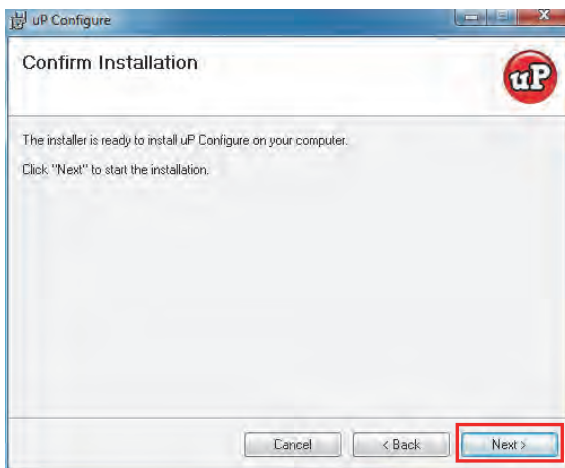 uP Configure
Confirm Installation
uP
The installer is ready to install uP Configure on your computer.
Click "Next" to start the installation.
Cancel
< Back
Next >